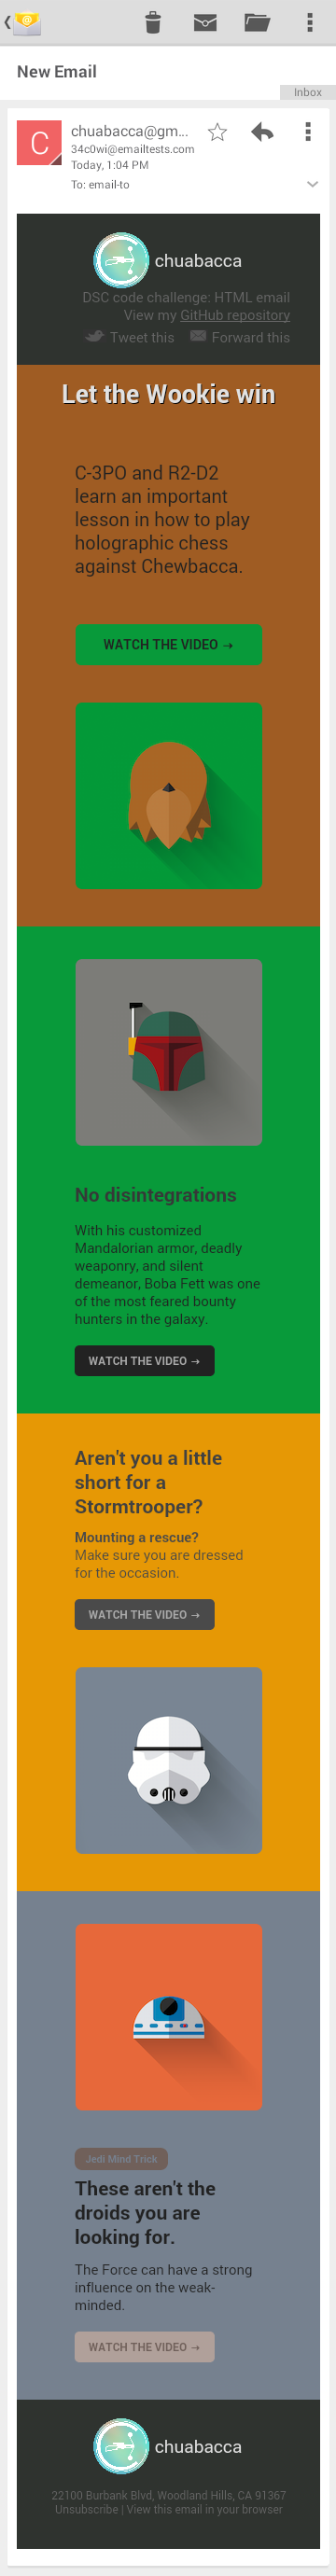 New Email
Inbox
C
chuabacca@gm...
34c0wi@emailtests.com
Today, 1:04 PM
To: email-to
chuabacca
DSC code challenge: HTML email
View my GitHub repository
Tweet this Forward this
Let the Wookie win
C-3PO and R2-D2
learn an important
lesson in how to play
holographic chess
against Chewbacca.
WATCH THE VIDEO →
No disintegrations
With his customized
Mandalorian armor, deadly
weaponry, and silent
demeanor, Boba Fett was one
of the most feared bounty
hunters in the galaxy.
WATCH THE VIDEO →
Aren't you a little
short for a
Stormtrooper?
Mounting a rescue?
Make sure you are dressed
for the occasion.
WATCH THE VIDEO →
Jedi Mind Trick
These aren't the
droids you are
looking for.
The Force can have a strong
influence on the weak-
minded.
WATCH THE VIDEO →
chuabacca
22100 Burbank Blvd, Woodland Hills, CA 91367
Unsubscribe | View this email in your browser